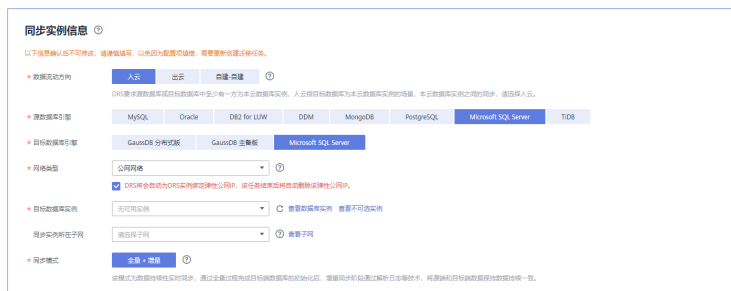 同步实例信息
以下信息确认后不可修改，请谨慎填写，以免因为配置项填错，需要重新创建迁移任务。
* 数据流动方向 入云 出云 自建-自建
DRS要求源数据库或目标数据库中至少有一方为本云数据库实例，入云指目标数据库为本云数据库实例的场景，本云数据库实例之间的同步，请选择入云。
* 源数据库引擎 MySQL Oracle DB2 for LUW DDM MongoDB PostgreSQL Microsoft SQL Server TiDB
* 目标数据库引擎 GaussDB 分布式版 GaussDB 主备版 Microsoft SQL Server
* 网络类型 公网网络
DRS将会自动为DRS实例绑定弹性公网IP，该任务结束后将自动删除该弹性公网IP。
* 目标数据库实例 无可用实例 查看数据库实例 查看不可选实例
同步实例所在子网 请选择子网 查看子网
* 同步模式 全量 + 增量
该模式为数据持续性实时同步，通过全量过程完成目标端数据库的初始化后，增量同步阶段通过解析日志等技术，将源端和目标端数据保持数据持续一致。